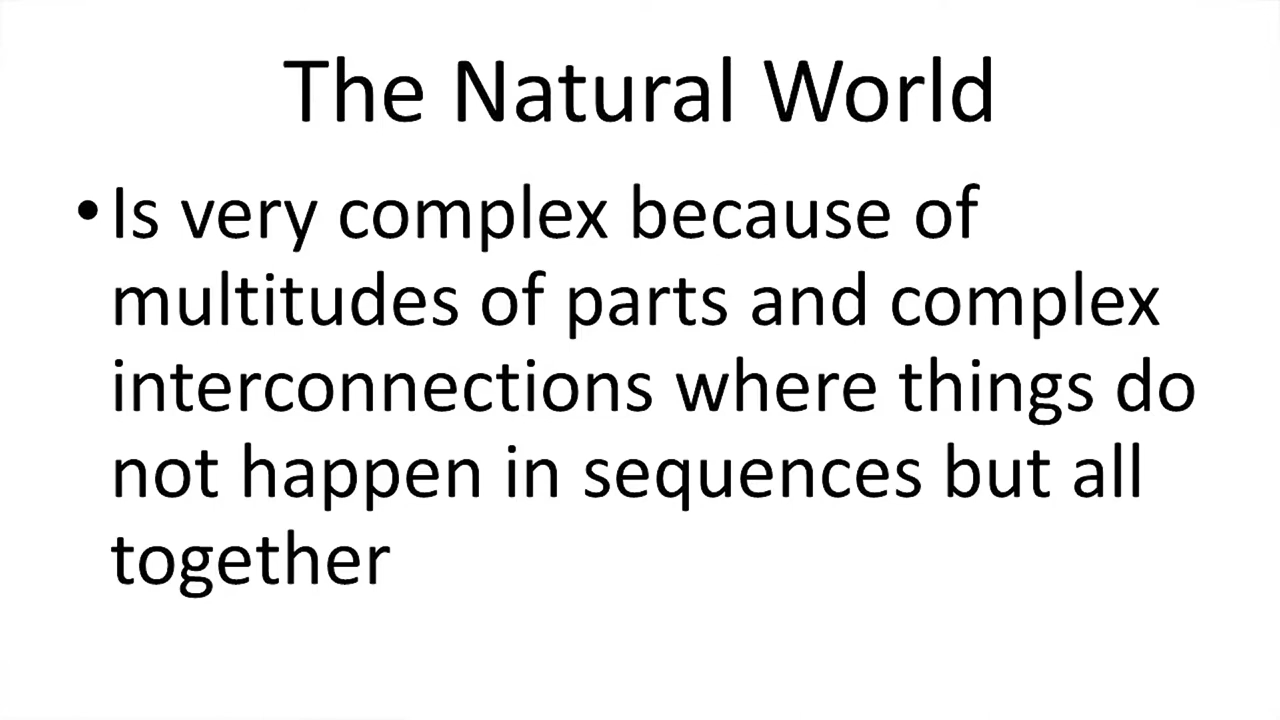 The Natural World
• Is very complex because of
multitudes of parts and complex
interconnections where things do
not happen in sequences but all
together